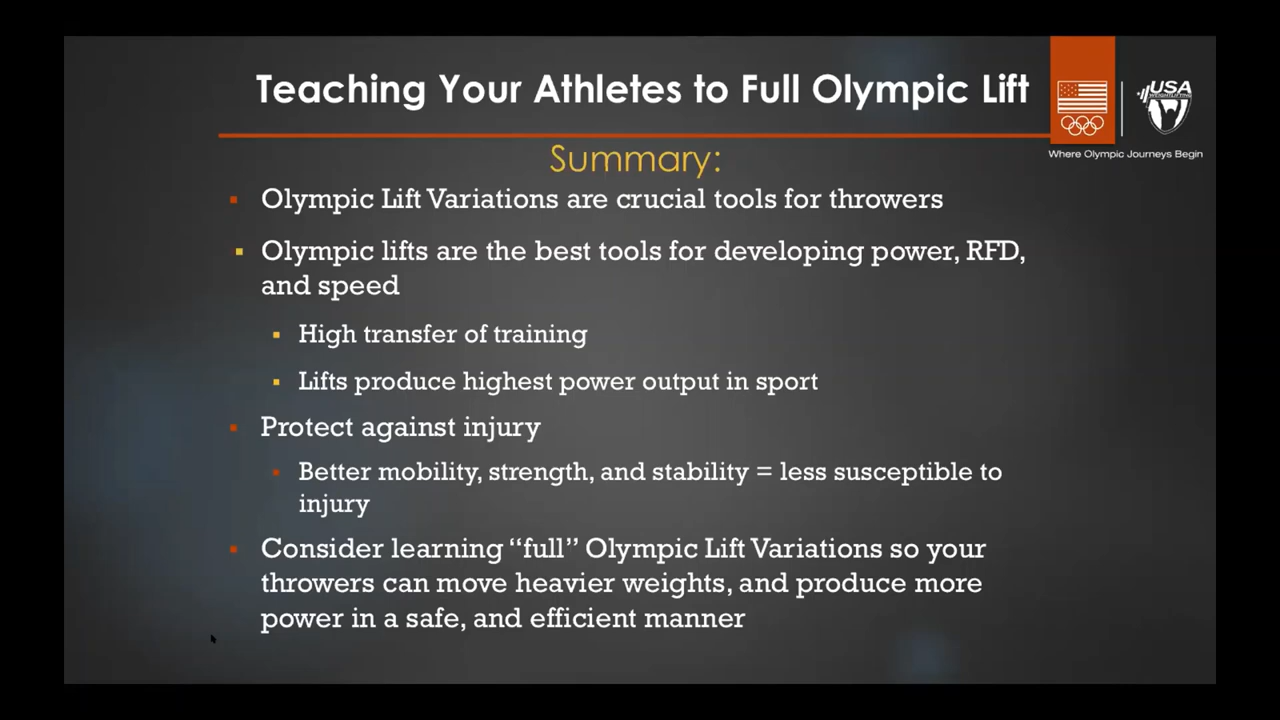 Teaching Your Athletes to Full Olympic Lift
USA
WEIGHTLIFTING
Where Olympic Journeys Begin
Summary:
Olympic Lift Variations are crucial tools for throwers
Olympic lifts are the best tools for developing power, RFD,
and speed
High transfer of training
Lifts produce highest power output in sport
Protect against injury
Better mobility, strength, and stability = less susceptible to
injury
Consider learning “full” Olympic Lift Variations so your
throwers can move heavier weights, and produce more
power in a safe, and efficient manner